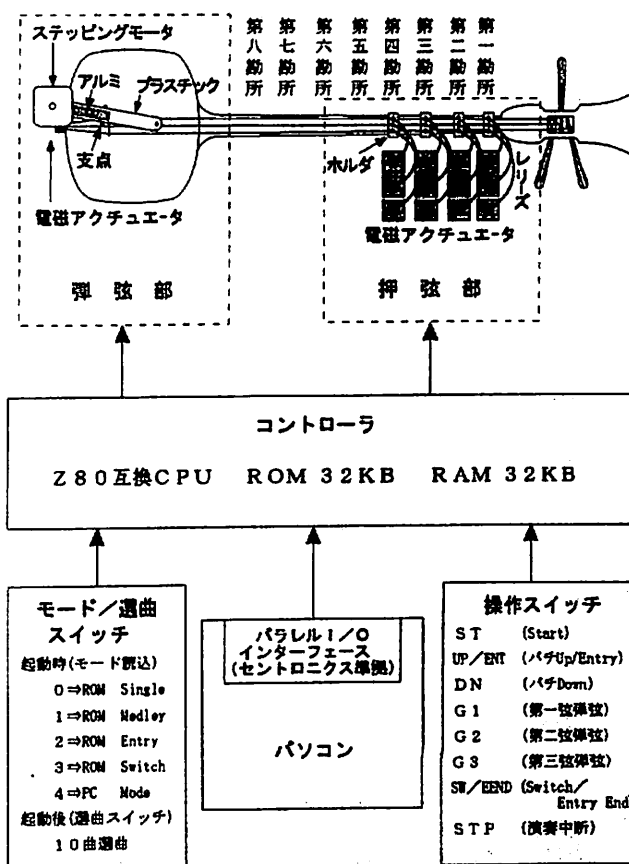 ステッピングモータ
アルミ
プラスチック
支点
電磁アクチュエータ
弾弦部
第八勘所
第七勘所
第六勘所
第五勘所
第四勘所
第三勘所
第二勘所
第一勘所
ホルダ
レリーズ
電磁アクチュエータ
押弦部
コントローラ
Z80互換CPU ROM 32KB RAM 32KB
モード/選曲
スイッチ
起動時(モード読込)
0⇒ROM Single
1⇒ROM Medley
2⇒ROM Entry
3⇒ROM Switch
4⇒PC Mode
起動後(選曲スイッチ)
10曲選曲
パラレルI/O
インターフェース
(セントロニクス準拠)
パソコン
操作スイッチ
ST (Start)
UP/ENT (バチUp/Entry)
DN (バチDown)
G1 (第一弦弾弦)
G2 (第二弦弾弦)
G3 (第三弦弾弦)
SW/EEND (Switch/
Entry End)
STP (演奏中断)